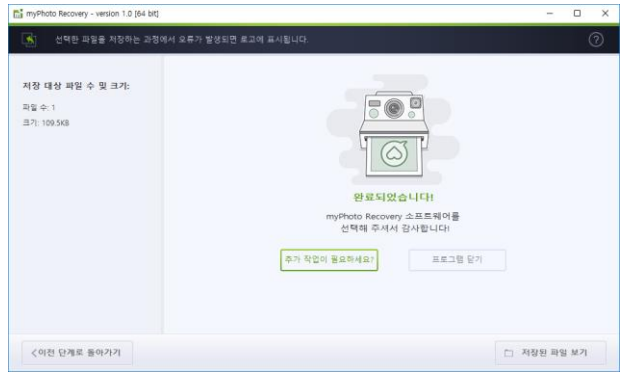 myPhoto Recovery - version 1.0 [64 bit]
선택한 파일을 저장하는 과정에서 오류가 발생되면 로고에 표시됩니다.
?
저장 대상 파일 수 및 크기:
파일 수: 1
크기: 109.5KB
완료되었습니다!
myPhoto Recovery 소프트웨어를
선택해 주셔서 감사합니다!
추가 작업이 필요하세요?
프로그램 닫기
이전 단계로 돌아가기
저장된 파일 보기